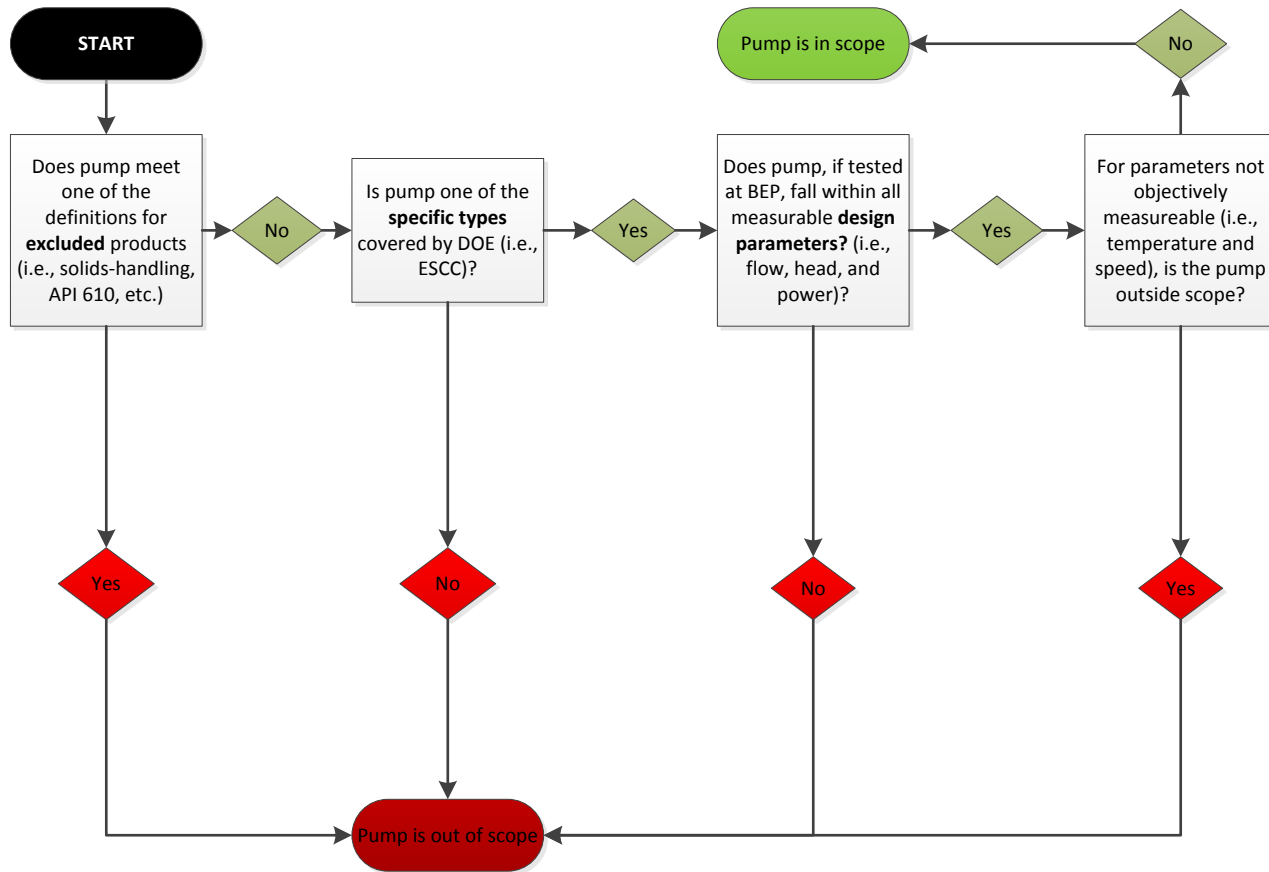 START
Pump is in scope
No
Does pump meet
one of the
definitions for
excluded products
(i.e., solids-handling,
API 610, etc.)
No
Is pump one of the
specific types
covered by DOE (i.e.,
ESCC)?
Yes
Does pump, if tested
at BEP, fall within all
measurable design
parameters? (i.e.,
flow, head, and
power)?
Yes
For parameters not
objectively
measureable (i.e.,
temperature and
speed), is the pump
outside scope?
Yes
No
No
Yes
Pump is out of scope